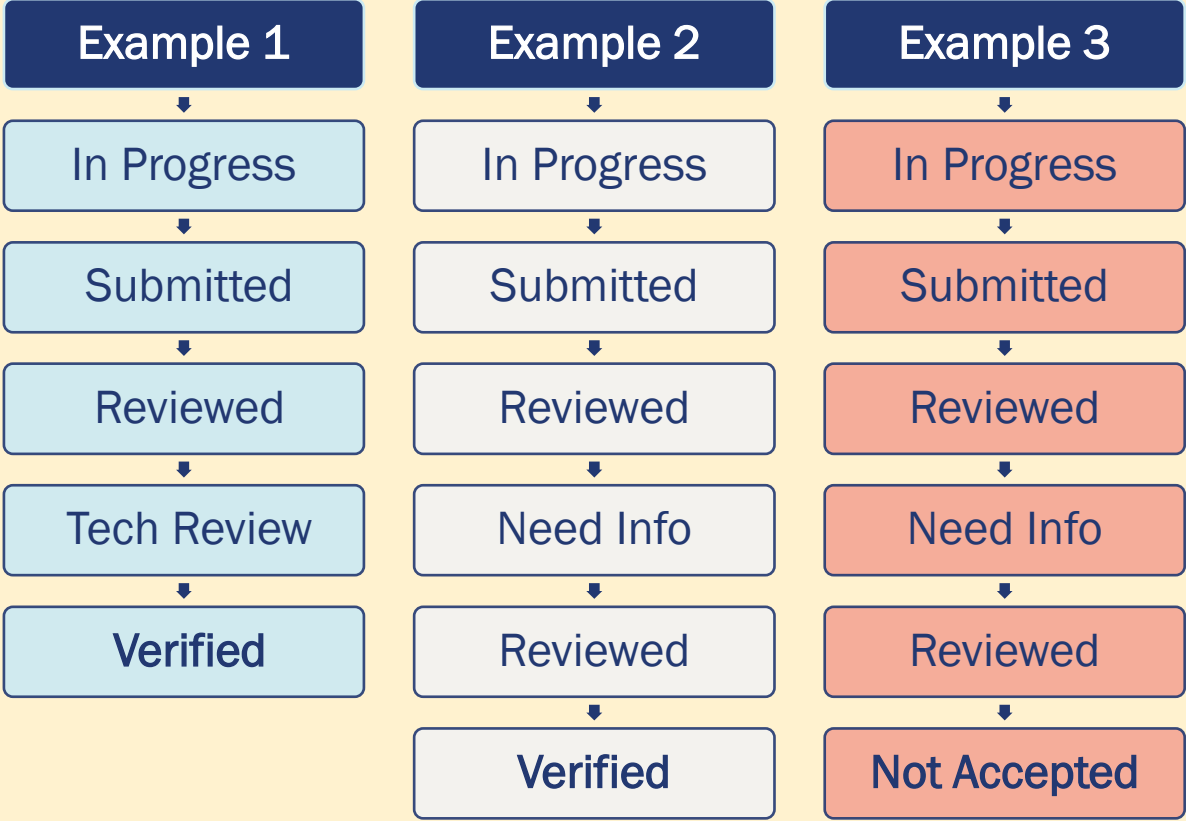 Example 1
In Progress
Submitted
Reviewed
Tech Review
Verified
Example 2
In Progress
Submitted
Reviewed
Need Info
Reviewed
Verified
Example 3
In Progress
Submitted
Reviewed
Need Info
Reviewed
Not Accepted